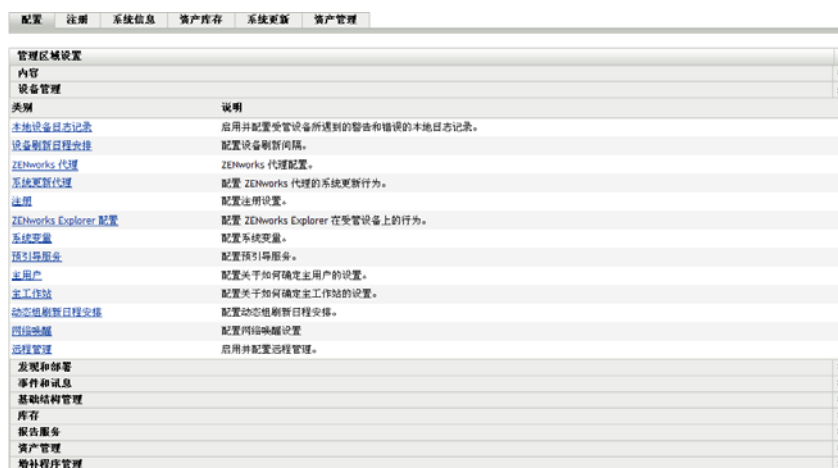 配置 注册 系统信息 资产库存 系统更新 资产管理
管理区域设置
内容
设备管理
类别 说明
本地设备日志记录 启用并配置受管设备所遇到的警告和错误的本地日志记录。
设备刷新日程安排 配置设备刷新间隔。
ZENworks 代理 ZENworks 代理配置。
系统更新代理 配置 ZENworks 代理的系统更新行为。
注册 配置注册设置。
ZENworks Explorer 配置 配置 ZENworks Explorer 在受管设备上的行为。
系统变量 配置系统变量。
预引导服务 配置预引导服务。
主用户 配置关于如何确定主用户的设置。
主工作站 配置关于如何确定主工作站的设置。
动态组刷新日程安排 配置动态组刷新日程安排。
网络唤醒 配置网络唤醒设置
远程管理 启用并配置远程管理。
发现和部署
事件和讯息
基础结构管理
库存
报告服务
资产管理
增补程序管理